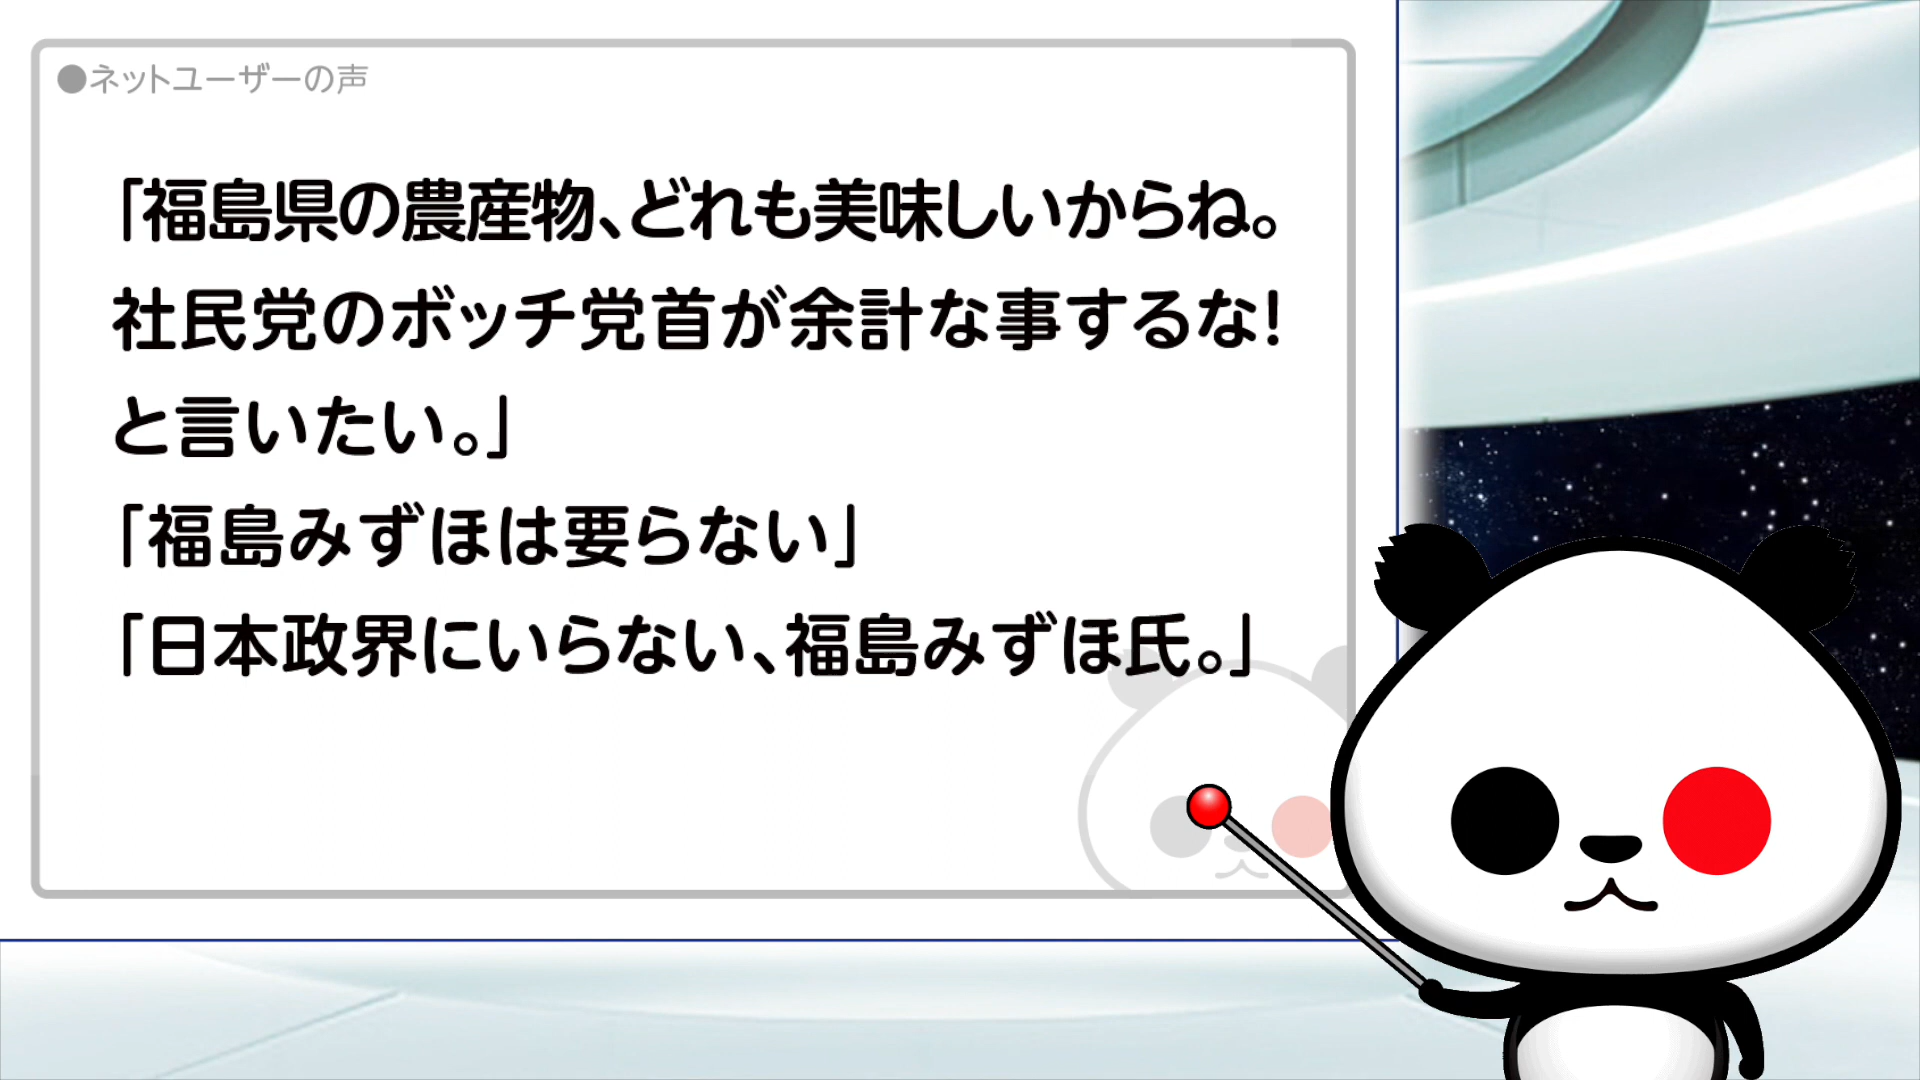 ●ネットユーザーの声
「福島県の農産物、どれも美味しいからね。
社民党のボッチ党首が余計な事するな!
と言いたい。」
「福島みずほは要らない」
「日本政界にいらない、福島みずほ氏。」